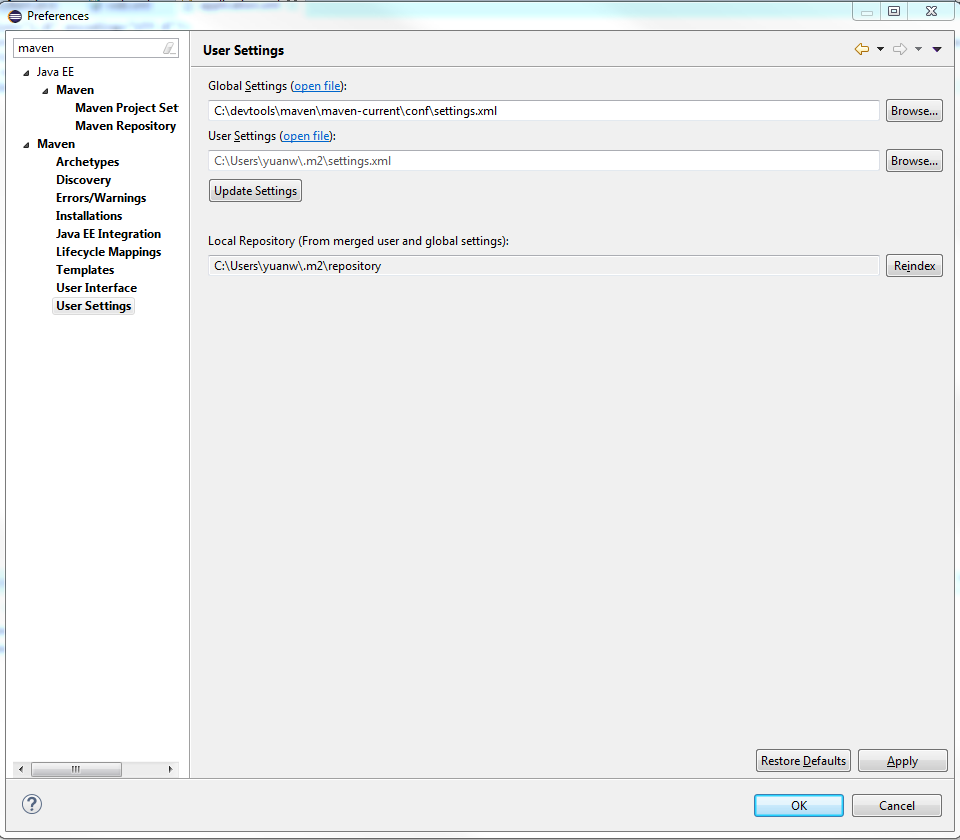 Preferences
maven
Java EE
Maven
Maven Project Set
Maven Repository
Maven
Archetypes
Discovery
Errors/Warnings
Installations
Java EE Integration
Lifecycle Mappings
Templates
User Interface
User Settings
User Settings
Global Settings (open file):
C:\devtools\maven\maven-current\conf\settings.xml
Browse...
User Settings (open file):
C:\Users\yuanw\.m2\settings.xml
Browse...
Update Settings
Local Repository (From merged user and global settings):
C:\Users\yuanw\.m2\repository
Reindex
Restore Defaults
Apply
OK
Cancel